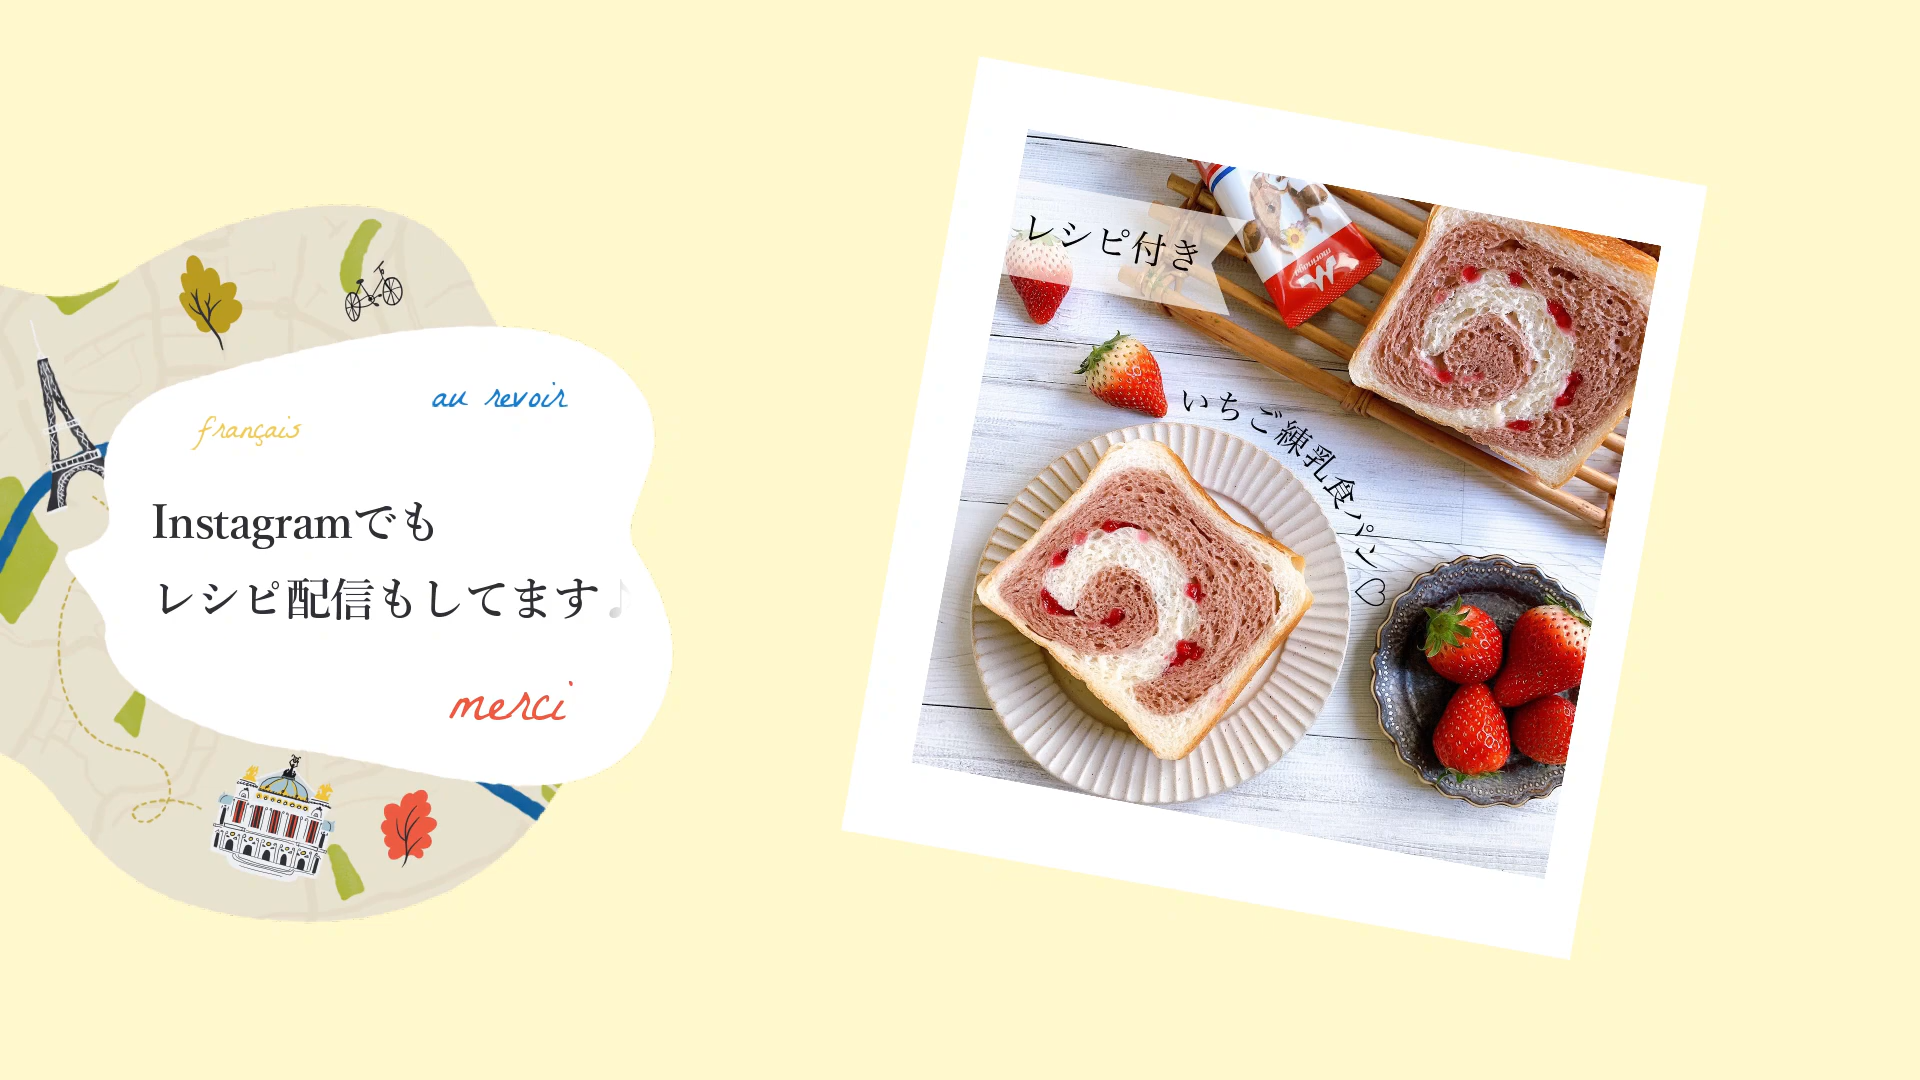 français
au revoir
Instagramでも
レシピ配信もしてます♪
merci
レシピ付き
morinaga
M
いちご練乳食パン♡